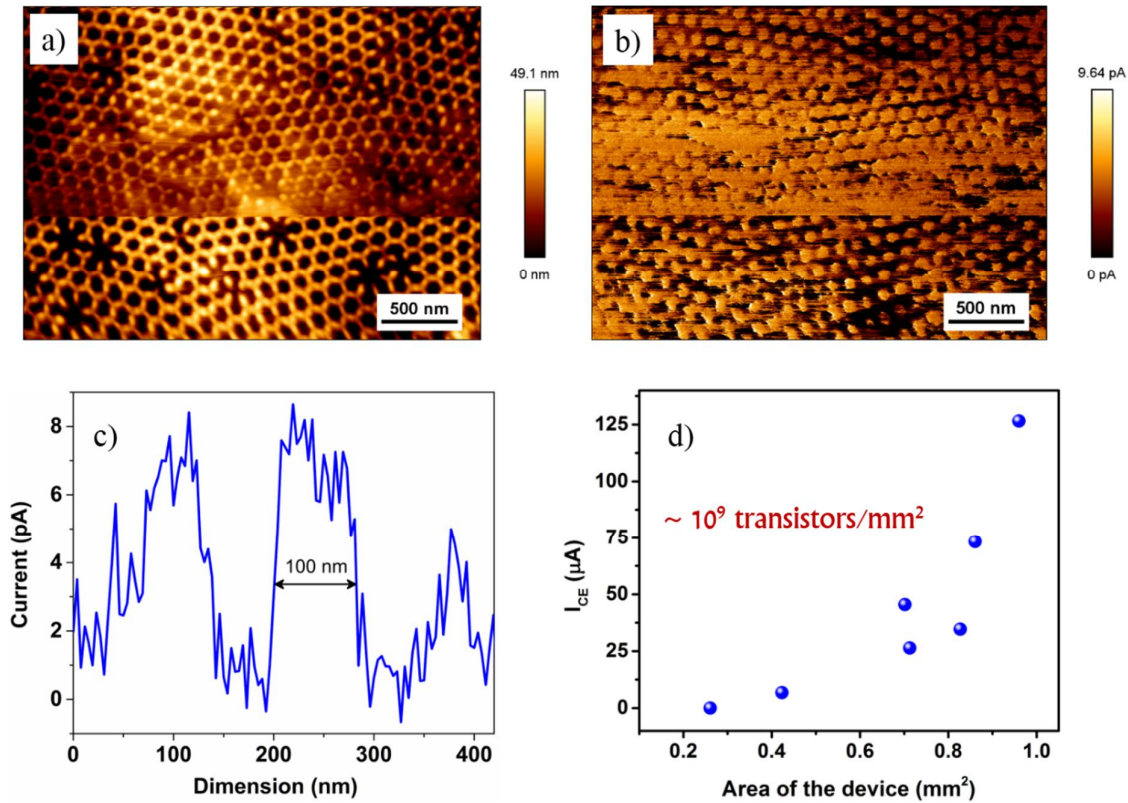 a)
49.1 nm
0 nm
500 nm
b)
9.64 pA
0 pA
500 nm
c)
Current (pA)
8
6
4
2
0
100 nm
0 100 200 300 400
Dimension (nm)
d)
I_CE (µA)
125
100
75
50
25
0
~ 10⁹ transistors/mm²
0.2 0.4 0.6 0.8 1.0
Area of the device (mm²)